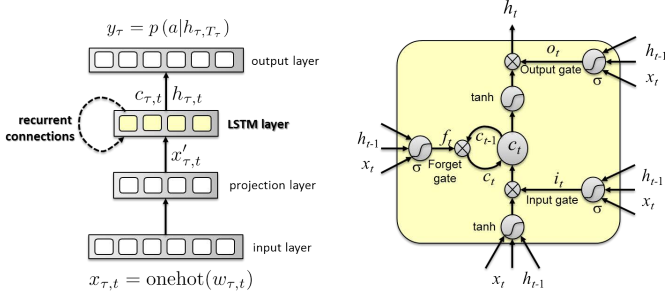 y_τ = p (a|h_{τ,T_τ})
output layer
c_{τ,t} h_{τ,t}
recurrent
connections
LSTM layer
x′_{τ,t}
projection layer
input layer
x_{τ,t} = onehot(w_{τ,t})
h_t
o_t
h_{t-1}
Output gate
σ
x_t
tanh
h_{t-1}
f_t
c_{t-1}
c_t
x_t
σ
Forget
gate
c_t
i_t
h_{t-1}
Input gate
σ
x_t
tanh
x_t
h_{t-1}